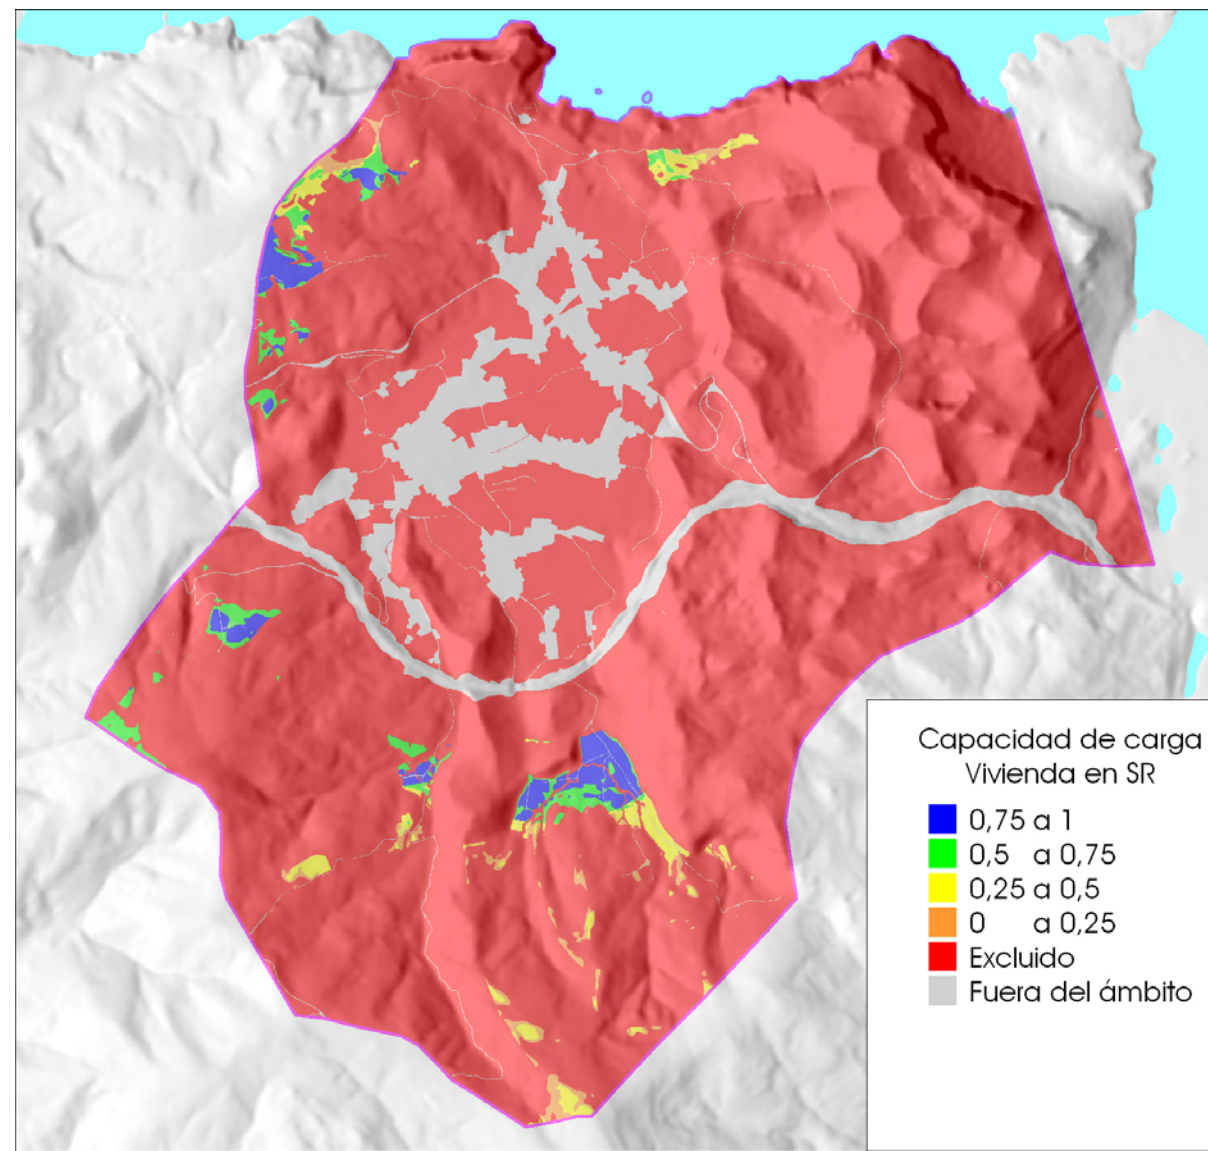 Capacidad de carga
Vivienda en SR
0,75 a 1
0,5 a 0,75
0,25 a 0,5
0 a 0,25
Excluido
Fuera del ámbito